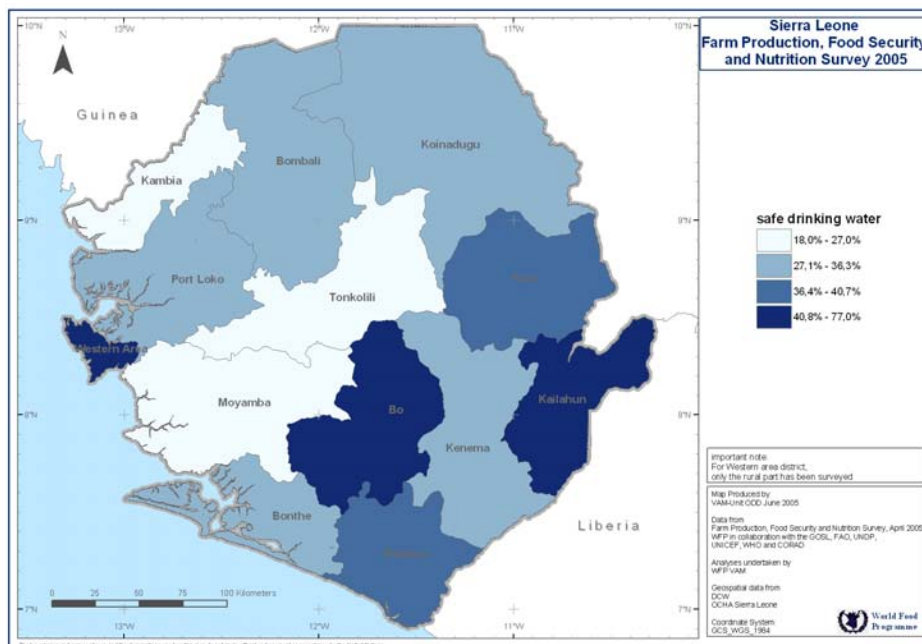 Sierra Leone
Farm Production, Food Security
and Nutrition Survey 2005
10°N
13°W
12°W
11°W
10°N
N
Guinea
Koinadugu
Bombali
Kambia
9°N
9°N
Port Loko
Tonkolili
Western Area
Moyamba
Bo
Kailahun
8°N
8°N
Kenema
Bonthe
Liberia
0 25 50 75 100 Kilometers
7°N
7°N
13°W
12°W
11°W
safe drinking water
18,0% - 27,0%
27,1% - 36,3%
36,4% - 40,7%
40,8% - 77,0%
important note
For Western area district,
only the rural part has been surveyed
Map Produced by
VAM-Unit ODD June 2005
Data from
Farm Production, Food Security and Nutrition Survey, April 2005
WFP in collaboration with the GOSL, FAO, UNDP,
UNICEF, WHO and CORAD
Analyses undertaken by
WFP VAM
Geospatial data from
DCW
OCHA Sierra Leone
Coordinate System
GCS_WGS_1984
World Food
Programme